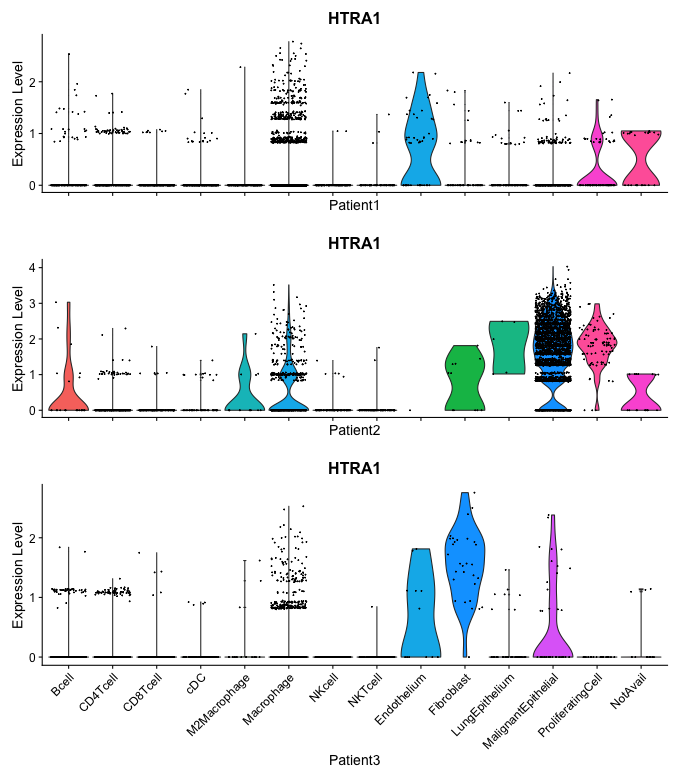 HTRA1
Expression Level
2
1
0
Patient1
HTRA1
Expression Level
4
3
2
1
0
Patient2
HTRA1
Expression Level
2
1
0
Bcell
CD4Tcell
CD8Tcell
cDC
M2Macrophage
Macrophage
NKcell
NKTcell
Endothelium
Fibroblast
LungEpithelium
MalignantEpithelial
ProliferatingCell
NotAvail
Patient3